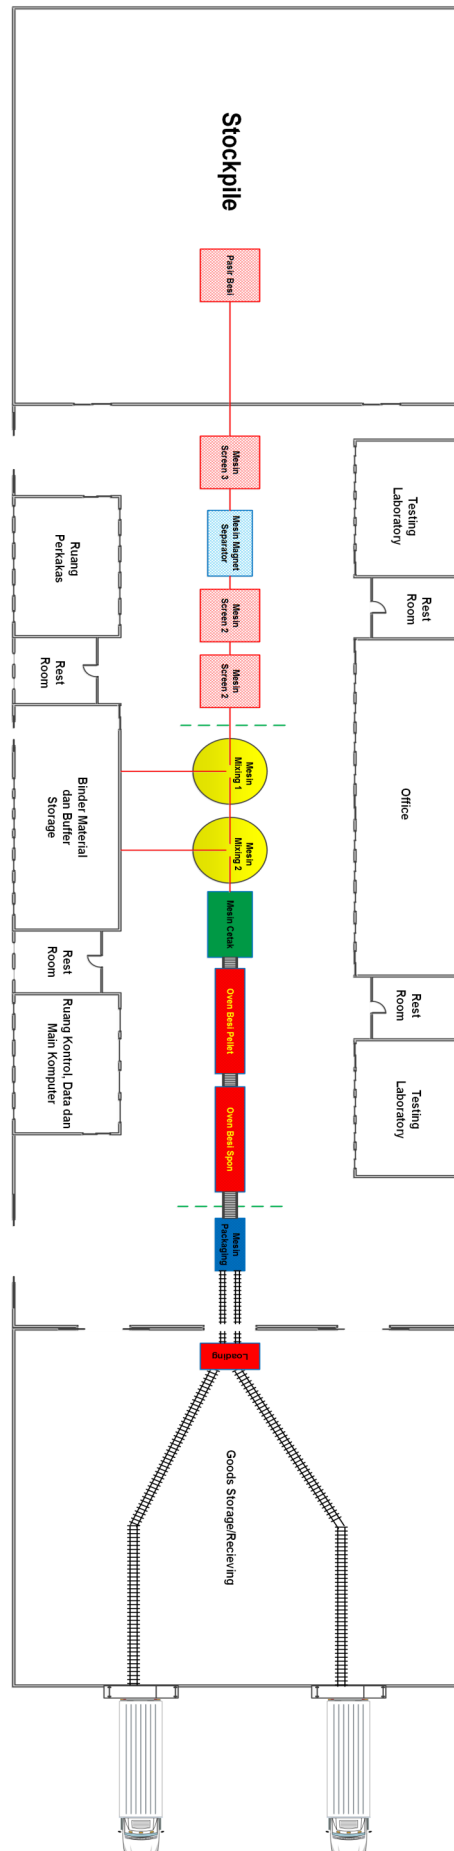 Stockpile
Pasir Besi
Mesin
Screen 3
Testing
Laboratory
Mesin Magnet
Separator
Ruang
Perkakas
Mesin
Screen 2
Rest
Room
Rest
Room
Mesin
Screen 2
Mesin
Mixing 1
Binder Material
dan Buffer
Storage
Office
Mesin
Mixing 2
Mesin Cetak
Rest
Room
Rest
Room
Oven Besi Pellet
Ruang Kontrol, Data dan
Main Komputer
Testing
Laboratory
Oven Besi Spon
Mesin
Packaging
Loading
Goods Storage/Recieving